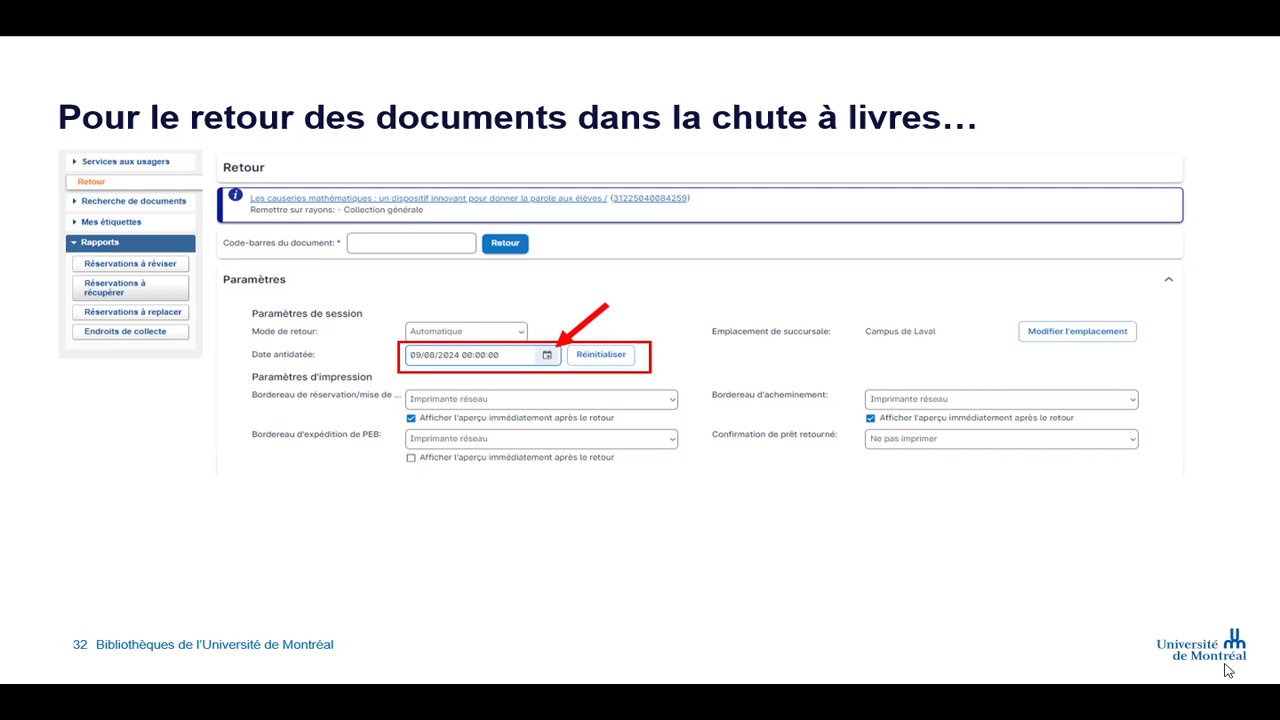 Pour le retour des documents dans la chute à livres…
Services aux usagers
Retour
Recherche de documents
Mes étiquettes
Rapports
Réservations à réviser
Réservations à
récupérer
Réservations à replacer
Endroits de collecte
Retour
Les causeries mathématiques : un dispositif innovant pour donner la parole aux élèves / (31225040084259)
Remettre sur rayons: - Collection générale
Code-barres du document: * Retour
Paramètres
Paramètres de session
Mode de retour: Automatique Emplacement de succursale: Campus de Laval Modifier l'emplacement
Date antidatée: 09/08/2024 00:00:00 Réinitialiser
Paramètres d'impression
Bordereau de réservation/mise de ... Imprimante réseau Bordereau d'acheminement: Imprimante réseau
Afficher l'aperçu immédiatement après le retour Afficher l'aperçu immédiatement après le retour
Bordereau d'expédition de PEB: Imprimante réseau Confirmation de prêt retourné: Ne pas imprimer
Afficher l'aperçu immédiatement après le retour
32 Bibliothèques de l'Université de Montréal
Université
de Montréal